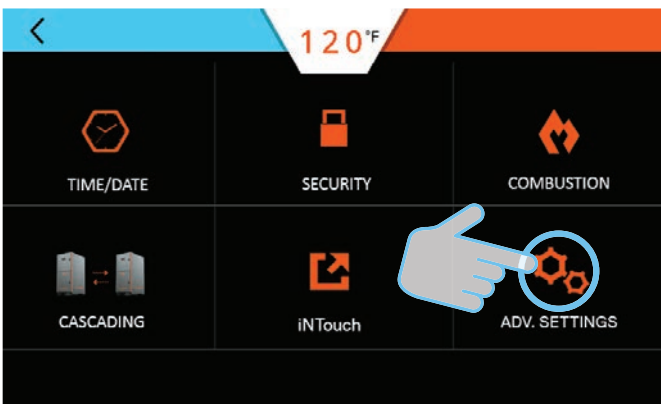 120°F
TIME/DATE
SECURITY
COMBUSTION
CASCADING
iNTouch
ADV. SETTINGS